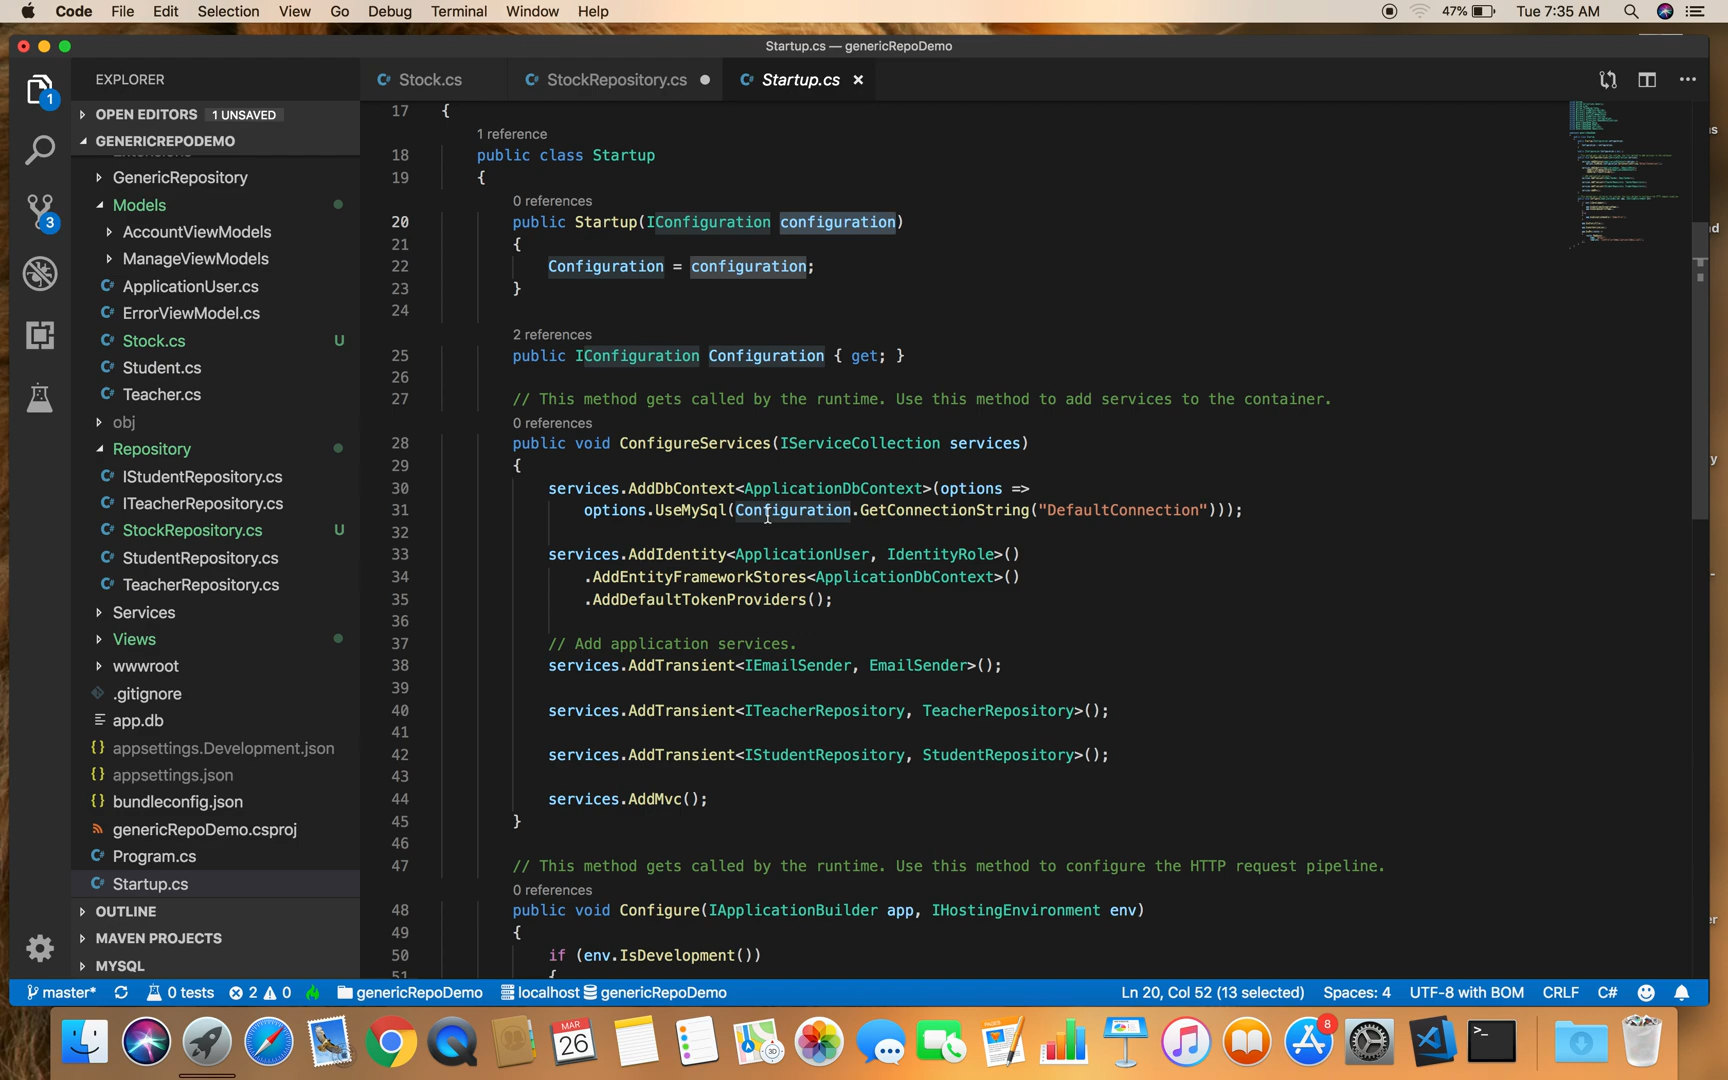 Code File Edit Selection View Go Debug Terminal Window Help 47% Tue 7:35 AM
Startup.cs — genericRepoDemo
EXPLORER
Stock.cs StockRepository.cs Startup.cs
OPEN EDITORS 1 UNSAVED
GENERICREPODEMO
GenericRepository
Models
AccountViewModels
ManageViewModels
ApplicationUser.cs
ErrorViewModel.cs
Stock.cs U
Student.cs
Teacher.cs
obj
Repository
IStudentRepository.cs
ITeacherRepository.cs
StockRepository.cs U
StudentRepository.cs
TeacherRepository.cs
Services
Views
wwwroot
.gitignore
app.db
appsettings.Development.json
appsettings.json
bundleconfig.json
genericRepoDemo.csproj
Program.cs
Startup.cs
OUTLINE
MAVEN PROJECTS
MYSQL
1
3
17 {
1 reference
18 public class Startup
19 {
0 references
20 public Startup(IConfiguration configuration)
21 {
22 Configuration = configuration;
23 }
24
2 references
25 public IConfiguration Configuration { get; }
26
27 // This method gets called by the runtime. Use this method to add services to the container.
0 references
28 public void ConfigureServices(IServiceCollection services)
29 {
30 services.AddDbContext<ApplicationDbContext>(options =>
31 options.UseMySql(Configuration.GetConnectionString("DefaultConnection")));
32
33 services.AddIdentity<ApplicationUser, IdentityRole>()
34 .AddEntityFrameworkStores<ApplicationDbContext>()
35 .AddDefaultTokenProviders();
36
37 // Add application services.
38 services.AddTransient<IEmailSender, EmailSender>();
39
40 services.AddTransient<ITeacherRepository, TeacherRepository>();
41
42 services.AddTransient<IStudentRepository, StudentRepository>();
43
44 services.AddMvc();
45 }
46
47 // This method gets called by the runtime. Use this method to configure the HTTP request pipeline.
0 references
48 public void Configure(IApplicationBuilder app, IHostingEnvironment env)
49 {
50 if (env.IsDevelopment())
51 {
master* 0 tests 2 0 genericRepoDemo localhost genericRepoDemo Ln 20, Col 52 (13 selected) Spaces: 4 UTF-8 with BOM CRLF C#
MAR
26
8